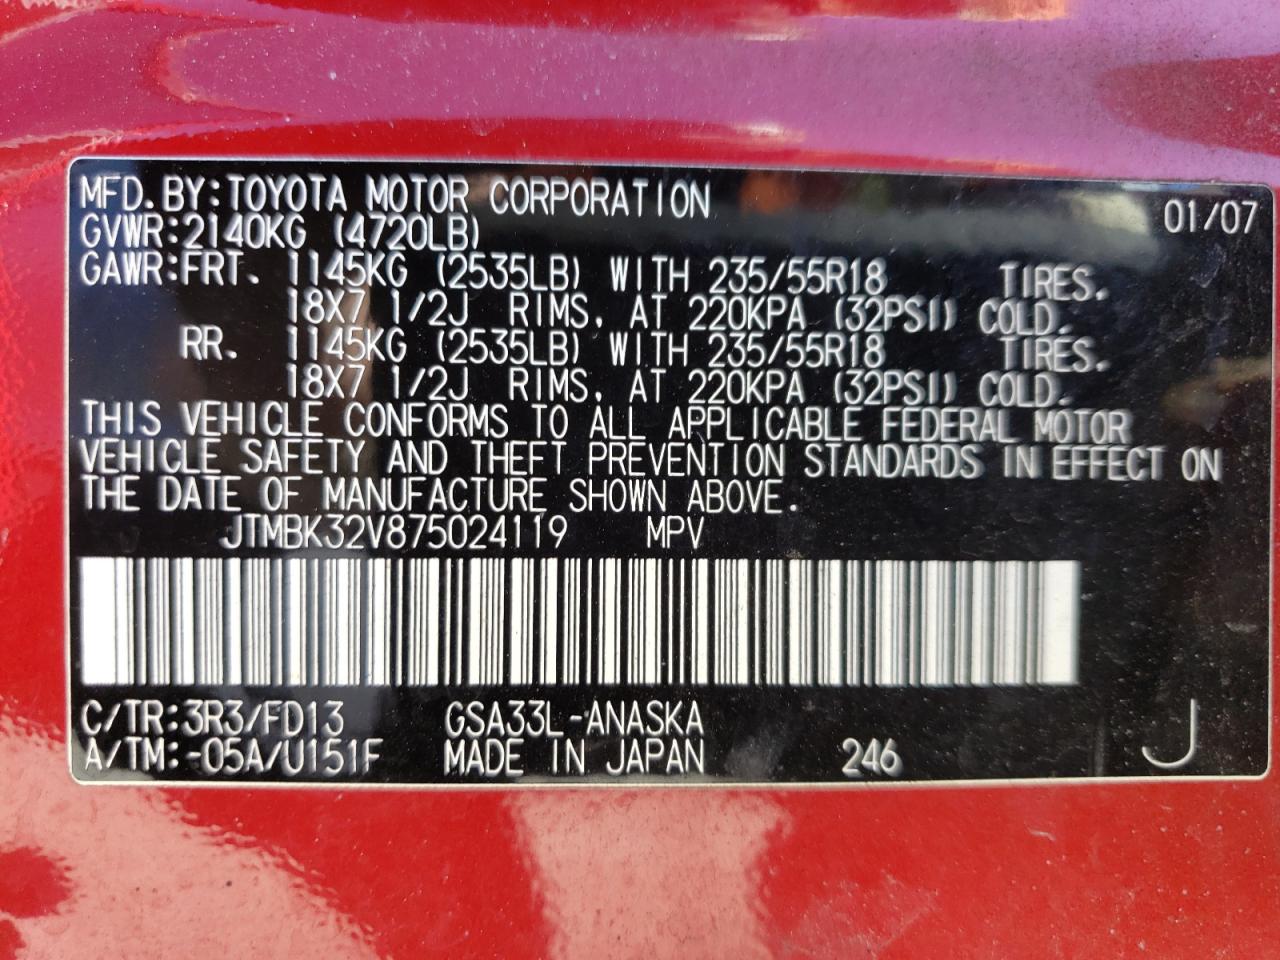 MFD. BY: TOYOTA MOTOR CORPORATION 01/07
GVWR: 2140KG (4720LB)
GAWR: FRT. 1145KG (2535LB) WITH 235/55R18 TIRES.
18X7 1/2J RIMS, AT 220KPA (32PSI) COLD.
RR. 1145KG (2535LB) WITH 235/55R18 TIRES.
18X7 1/2J RIMS, AT 220KPA (32PSI) COLD.
THIS VEHICLE CONFORMS TO ALL APPLICABLE FEDERAL MOTOR
VEHICLE SAFETY AND THEFT PREVENTION STANDARDS IN EFFECT ON
THE DATE OF MANUFACTURE SHOWN ABOVE.
JTMBK32V875024119 MPV
C/TR: 3R3/FD13 GSA33L-ANASKA
A/TM: -05A/U151F MADE IN JAPAN 246 J